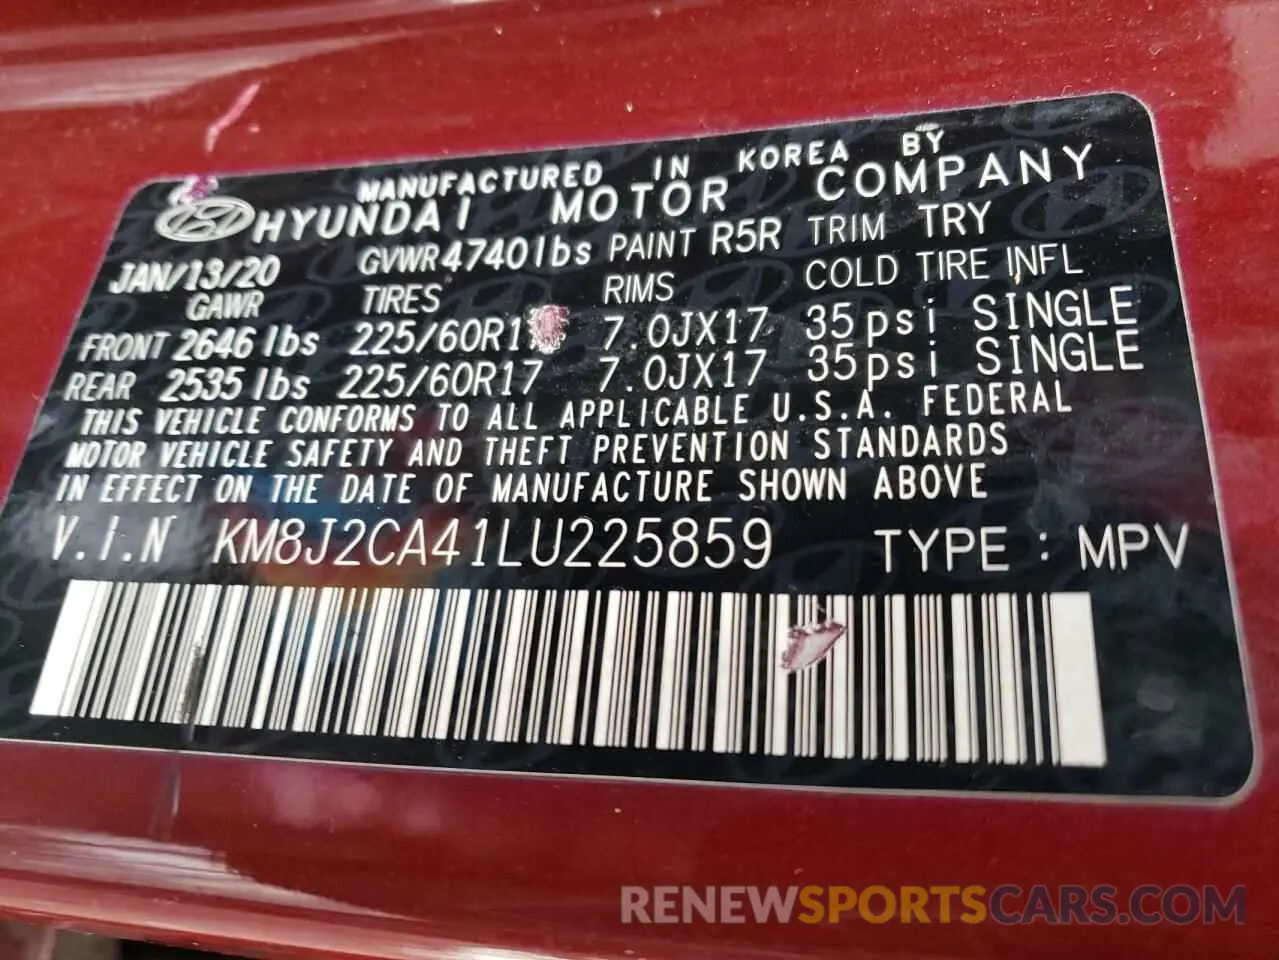 MANUFACTURED IN KOREA BY
HYUNDAI MOTOR COMPANY
JAN/13/20 GVWR 4740lbs PAINT R5R TRIM TRY
GAWR TIRES RIMS COLD TIRE INFL
FRONT 2646lbs 225/60R1 7.0JX17 35psi SINGLE
REAR 2535lbs 225/60R17 7.0JX17 35psi SINGLE
THIS VEHICLE CONFORMS TO ALL APPLICABLE U.S.A. FEDERAL
MOTOR VEHICLE SAFETY AND THEFT PREVENTION STANDARDS
IN EFFECT ON THE DATE OF MANUFACTURE SHOWN ABOVE
V.I.N KM8J2CA41LU225859 TYPE : MPV
RENEWSPORTSCARS.COM